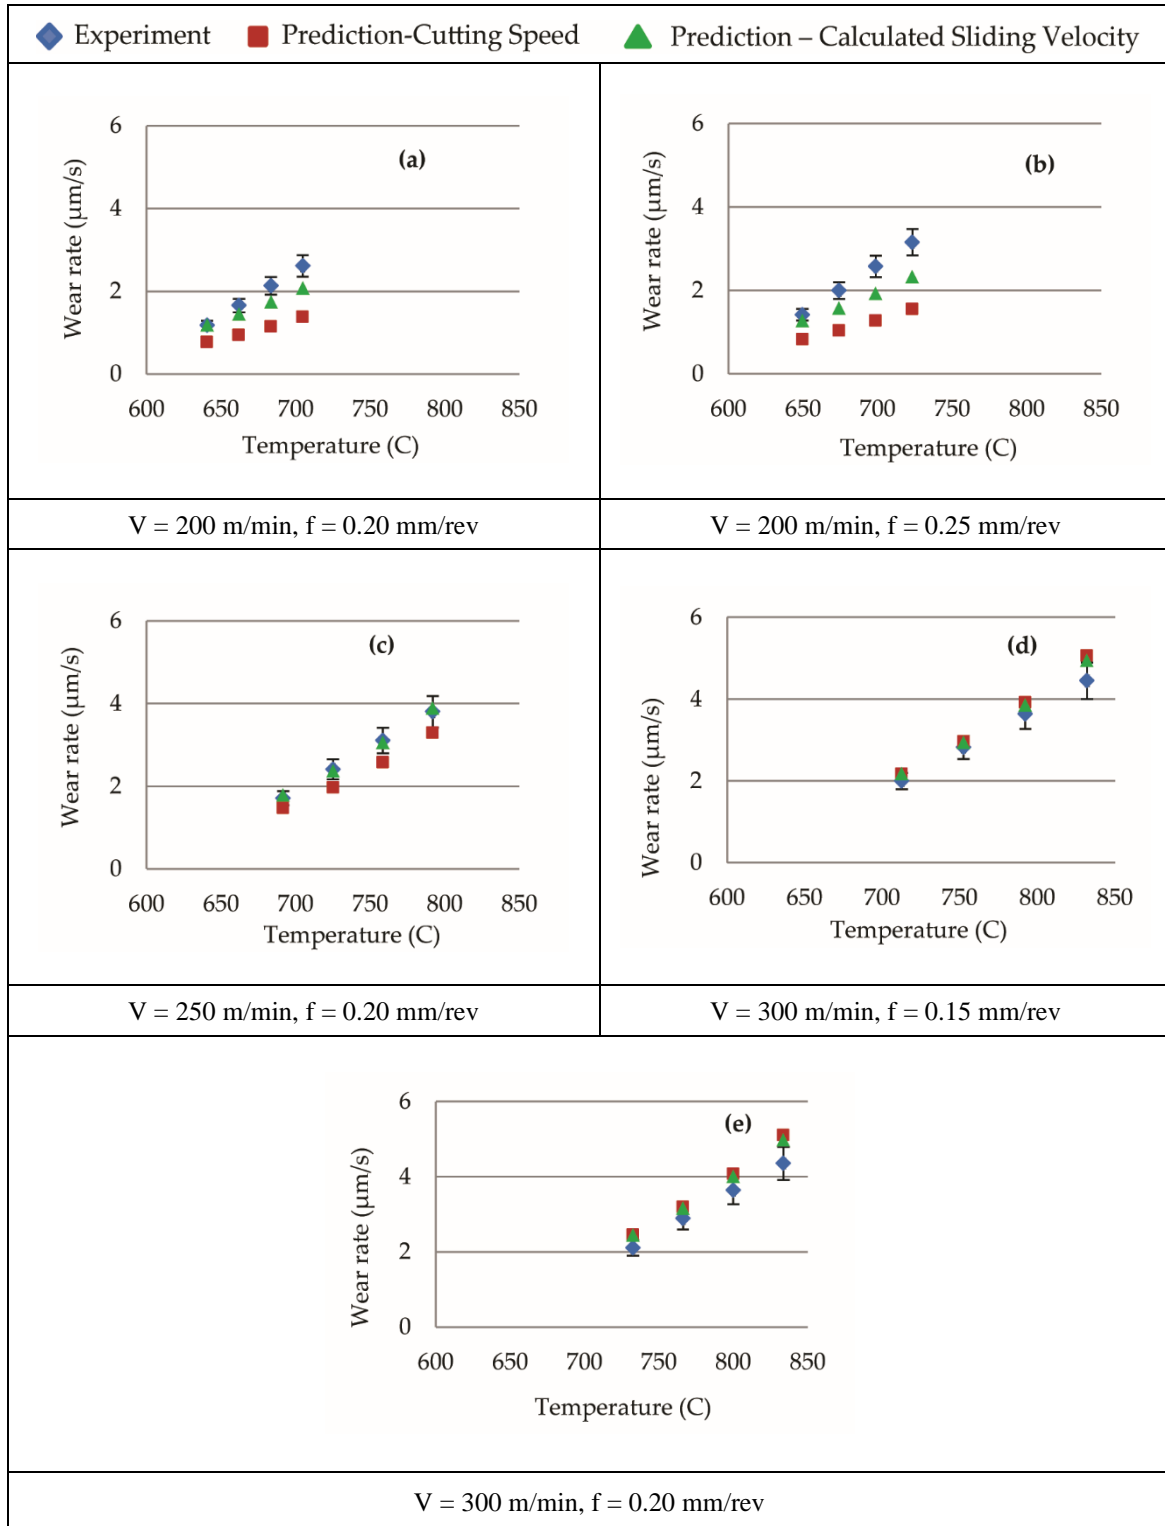 Experiment Prediction-Cutting Speed Prediction – Calculated Sliding Velocity
6
4
2
0
Wear rate (µm/s)
(a)
600 650 700 750 800 850
Temperature (C)
6
4
2
0
Wear rate (µm/s)
(b)
600 650 700 750 800 850
Temperature (C)
V = 200 m/min, f = 0.20 mm/rev
V = 200 m/min, f = 0.25 mm/rev
6
4
2
0
Wear rate (µm/s)
(c)
600 650 700 750 800 850
Temperature (C)
6
4
2
0
Wear rate (µm/s)
(d)
600 650 700 750 800 850
Temperature (C)
V = 250 m/min, f = 0.20 mm/rev
V = 300 m/min, f = 0.15 mm/rev
6
4
2
0
Wear rate (µm/s)
(e)
600 650 700 750 800 850
Temperature (C)
V = 300 m/min, f = 0.20 mm/rev